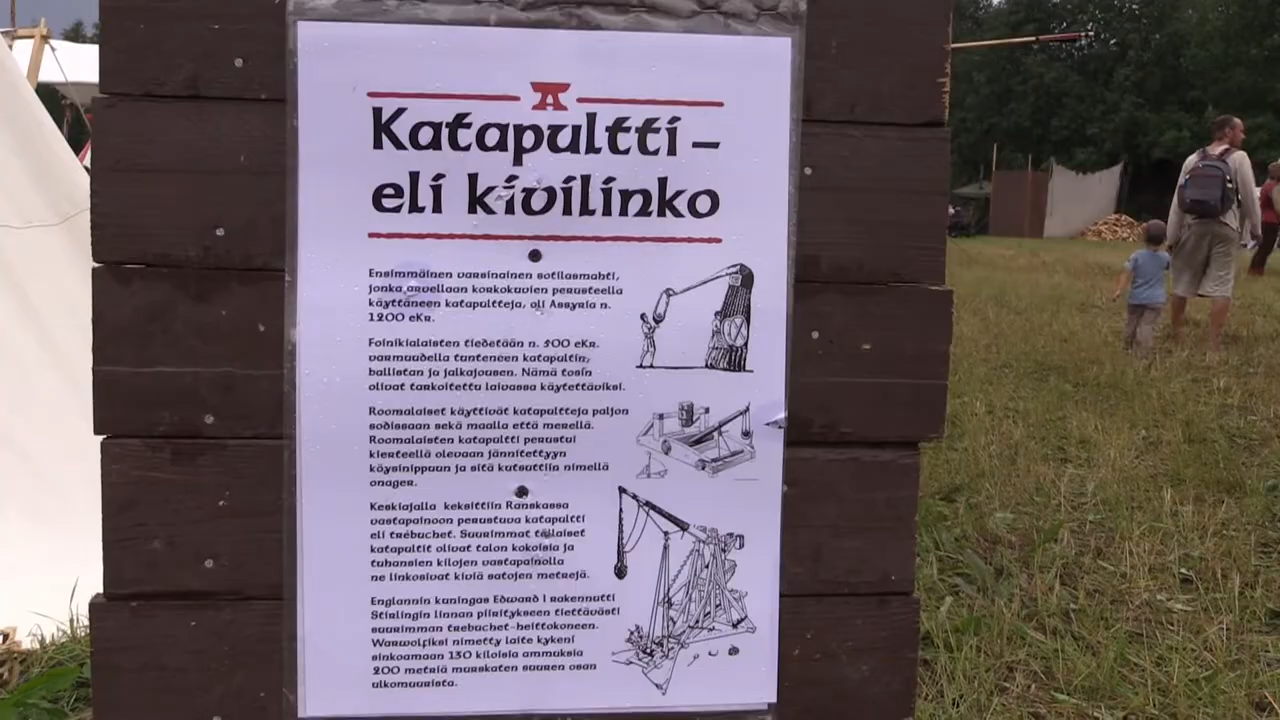 Katapultti –
eli kivilinko
Ensimmäinen varsinainen sotilasmahti,
jonka arvellaan korkokuvien perusteella
käyttäneen katapultteja, oli Assyria n.
1200 eKr.
Foinikialaisten tiedetään n. 500 eKr.
varmuudella tunteneen katapultin,
ballistan ja jalkajousen. Nämä tosin
olivat tarkoitettu laivassa käytettäviksi.
Roomalaiset käyttivät katapultteja paljon
sodissaan sekä maalla että merellä.
Roomalaisten katapultti perustui
kierteellä olevaan jännitettyyn
köysinippuun ja sitä kutsuttiin nimellä
onager.
Keskiajalla keksittiin Ranskassa
vastapainoon perustuva katapultti
eli trebuchet. Suurimmat tällaiset
katapultit olivat talon kokoisia ja
tuhansien kilojen vastapainolla
ne linkosivat kiviä satojen metrejä.
Englannin kuningas Edward I rakennutti
Stirlingin linnan piiritykseen tiettävästi
suurimman trebuchet-heittokoneen.
Warwolfiksi nimetty laite kykeni
sinkoamaan 130 kiloisia ammuksia
200 metriä murskaten suuren osan
ulkomuurista.